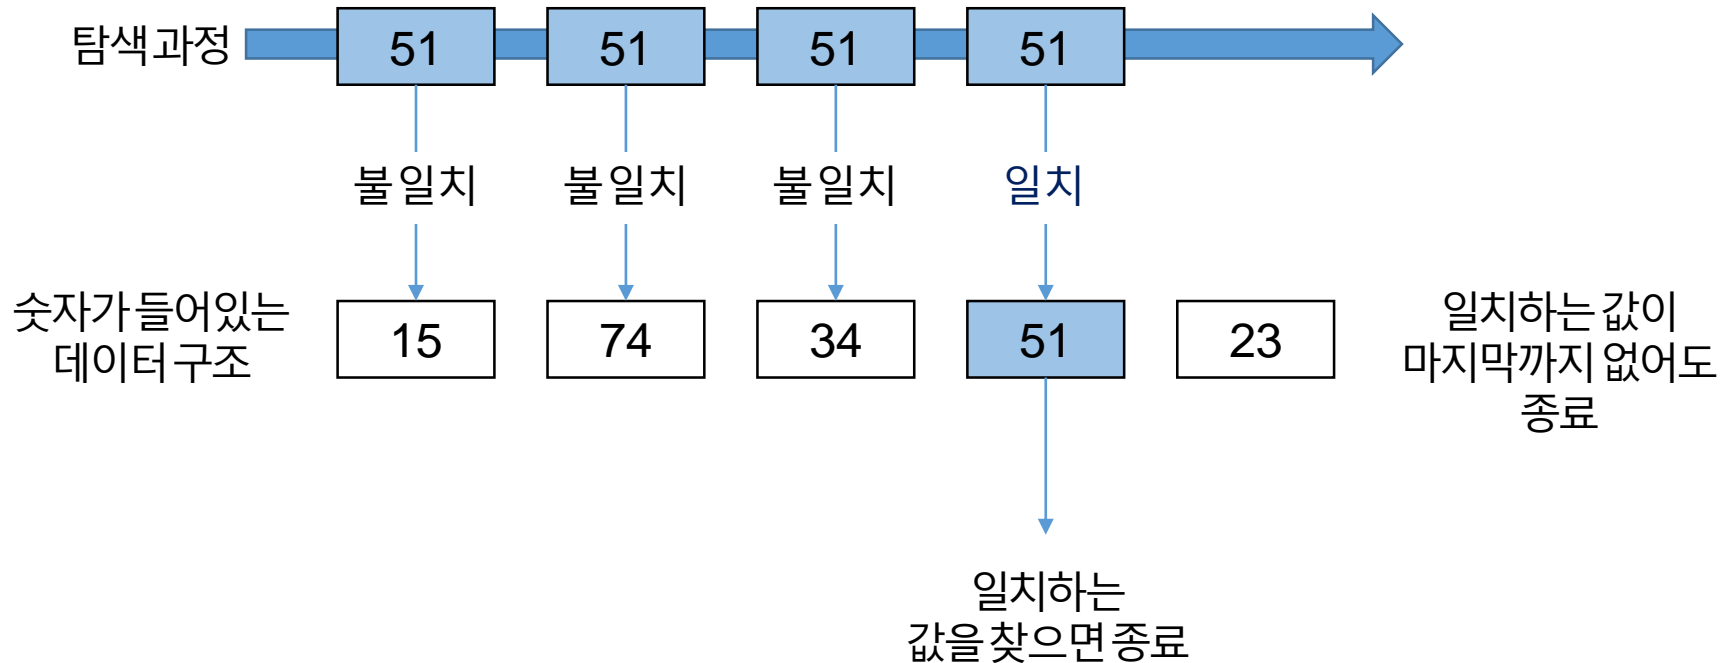 탐색 과정
51
51
51
51
불일치
불일치
불일치
일치
숫자가 들어있는
데이터 구조
15
74
34
51
23
일치하는 값이
마지막까지 없어도
종료
일치하는
값을 찾으면 종료